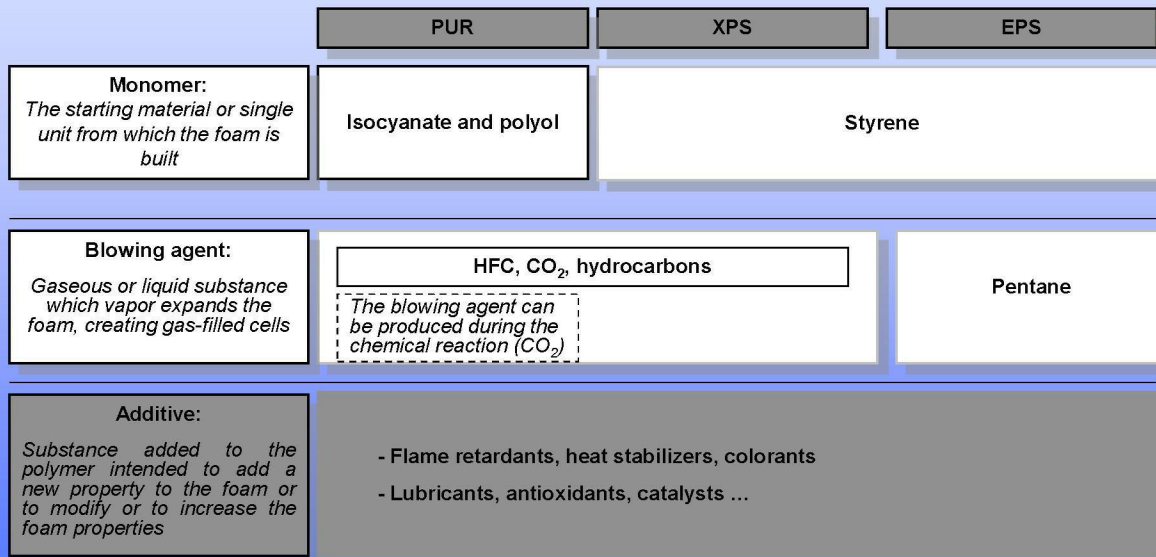 PUR
XPS
EPS
Monomer:
The starting material or single
unit from which the foam is
built
Isocyanate and polyol
Styrene
Blowing agent:
Gaseous or liquid substance
which vapor expands the
foam, creating gas-filled cells
HFC, CO₂, hydrocarbons
The blowing agent can
be produced during the
chemical reaction (CO₂)
Pentane
Additive:
Substance added to the
polymer intended to add a
new property to the foam or
to modify or to increase the
foam properties
- Flame retardants, heat stabilizers, colorants
- Lubricants, antioxidants, catalysts ...